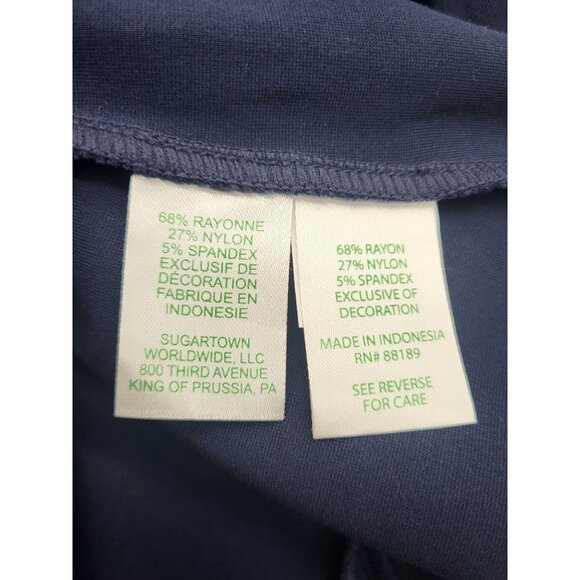 68% RAYONNE
27% NYLON
5% SPANDEX
EXCLUSIF DE
DÉCORATION
FABRIQUE EN
INDONESIE
SUGARTOWN
WORLDWIDE, LLC
800 THIRD AVENUE
KING OF PRUSSIA, PA
68% RAYON
27% NYLON
5% SPANDEX
EXCLUSIVE OF
DECORATION
MADE IN INDONESIA
RN# 88189
SEE REVERSE
FOR CARE